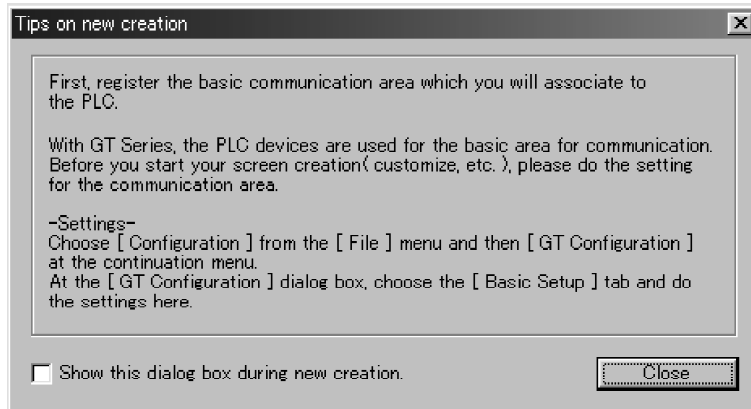 Tips on new creation
First, register the basic communication area which you will associate to
the PLC.
With GT Series, the PLC devices are used for the basic area for communication.
Before you start your screen creation( customize, etc. ), please do the setting
for the communication area.
-Settings-
Choose [ Configuration ] from the [ File ] menu and then [ GT Configuration ]
at the continuation menu.
At the [ GT Configuration ] dialog box, choose the [ Basic Setup ] tab and do
the settings here.
Show this dialog box during new creation.
Close